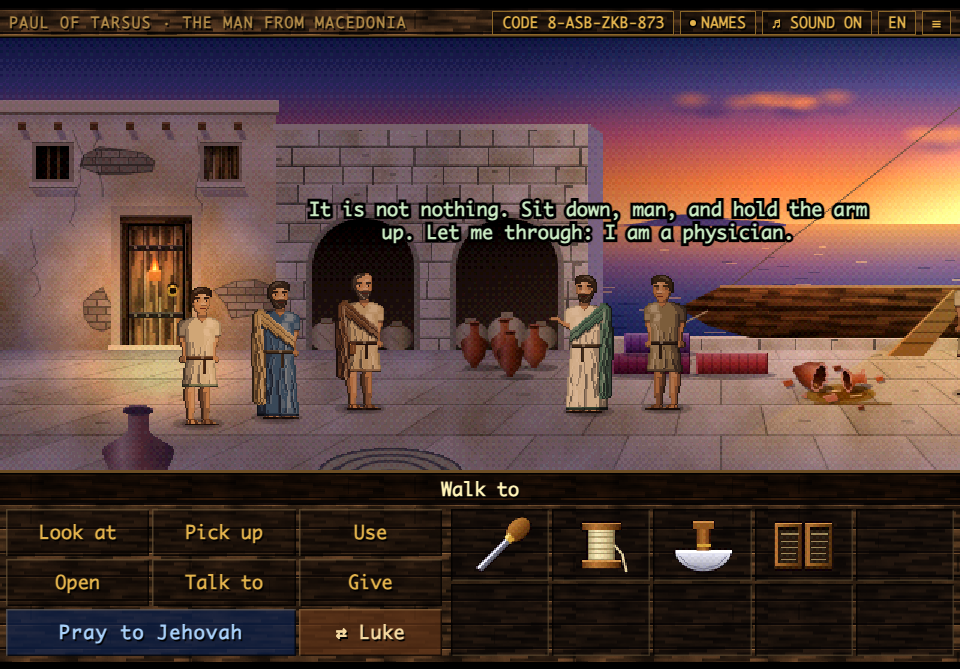 PAUL OF TARSUS · THE MAN FROM MACEDONIA
CODE 8-ASB-ZKB-873
• NAMES
♬ SOUND ON
EN
≡
It is not nothing. Sit down, man, and hold the arm
up. Let me through: I am a physician.
Walk to
Look at
Pick up
Use
Open
Talk to
Give
Pray to Jehovah
⇄ Luke